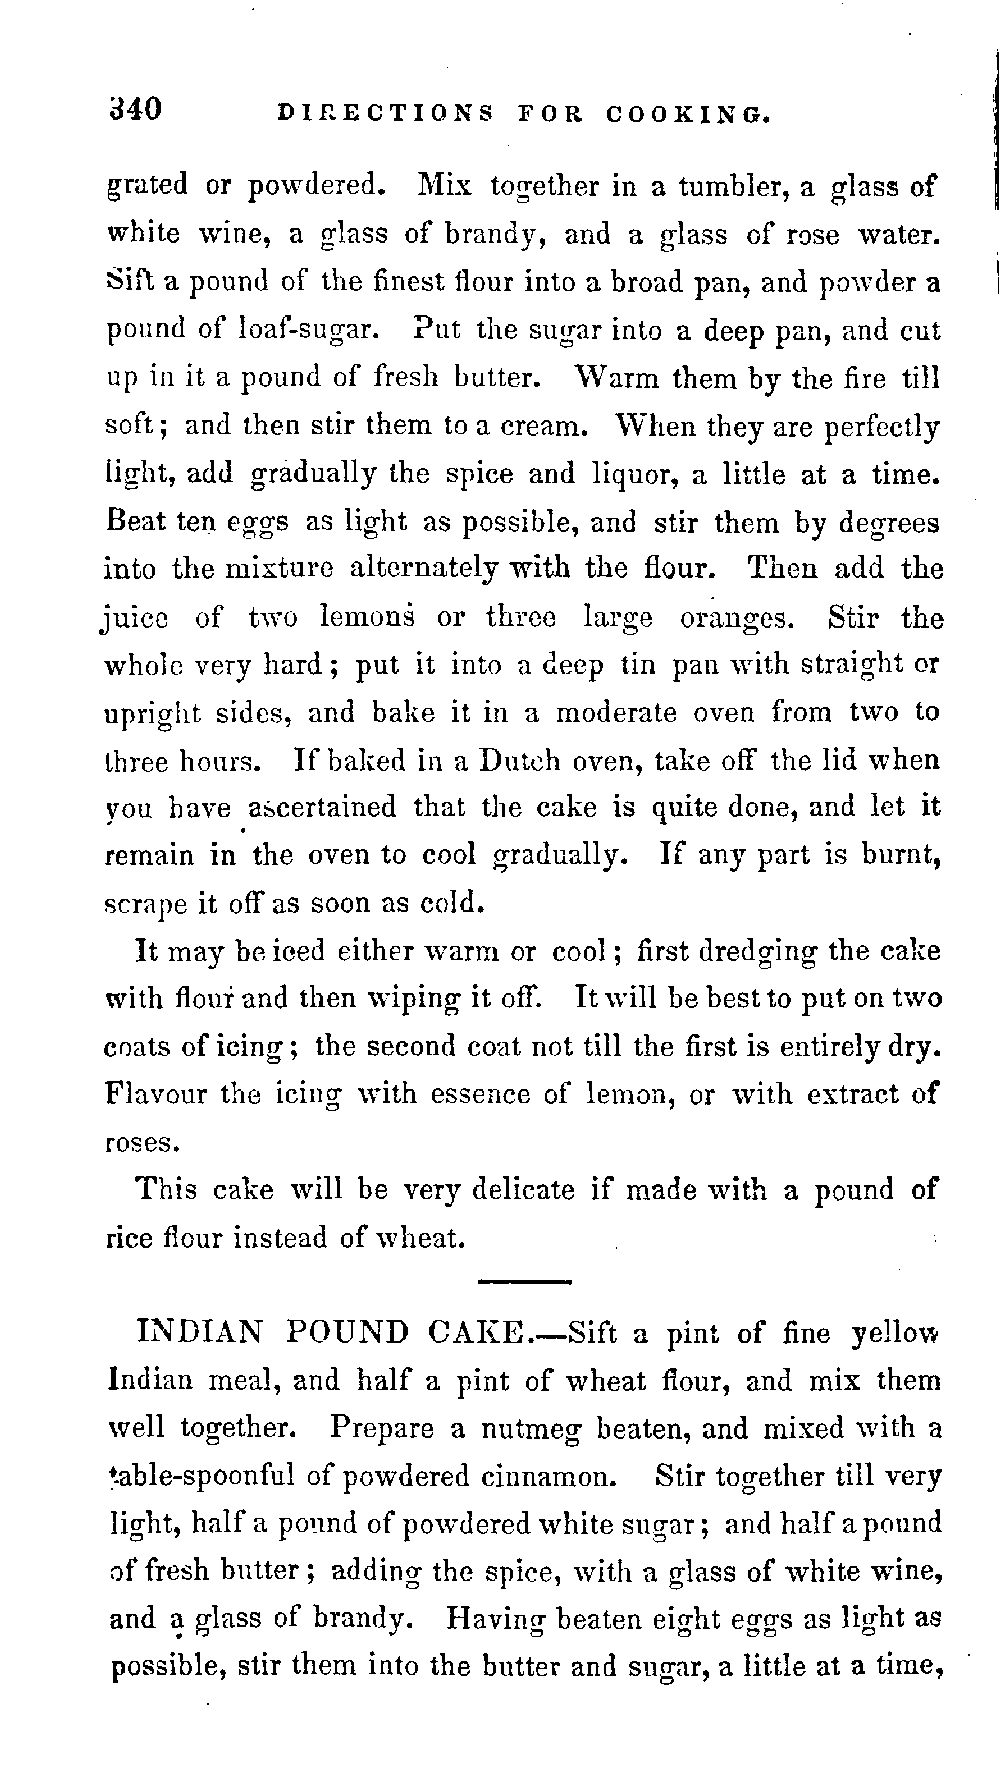 340 DIRECTIONS FOR COOKING.
grated or powdered. Mix together in a tumbler, a glass of
white wine, a glass of brandy, and a glass of rose water.
Sift a pound of the finest flour into a broad pan, and powder a
pound of loaf-sugar. Put the sugar into a deep pan, and cut
up in it a pound of fresh butter. Warm them by the fire till
soft; and then stir them to a cream. When they are perfectly
light, add gradually the spice and liquor, a little at a time.
Beat ten eggs as light as possible, and stir them by degrees
into the mixture alternately with the flour. Then add the
juice of two lemons or three large oranges. Stir the
whole very hard; put it into a deep tin pan with straight or
upright sides, and bake it in a moderate oven from two to
three hours. If baked in a Dutch oven, take off the lid when
you have ascertained that the cake is quite done, and let it
remain in the oven to cool gradually. If any part is burnt,
scrape it off as soon as cold.
It may be iced either warm or cool; first dredging the cake
with flour and then wiping it off. It will be best to put on two
coats of icing; the second coat not till the first is entirely dry.
Flavour the icing with essence of lemon, or with extract of
roses.
This cake will be very delicate if made with a pound of
rice flour instead of wheat.
INDIAN POUND CAKE.—Sift a pint of fine yellow
Indian meal, and half a pint of wheat flour, and mix them
well together. Prepare a nutmeg beaten, and mixed with a
table-spoonful of powdered cinnamon. Stir together till very
light, half a pound of powdered white sugar; and half a pound
of fresh butter; adding the spice, with a glass of white wine,
and a glass of brandy. Having beaten eight eggs as light as
possible, stir them into the butter and sugar, a little at a time,